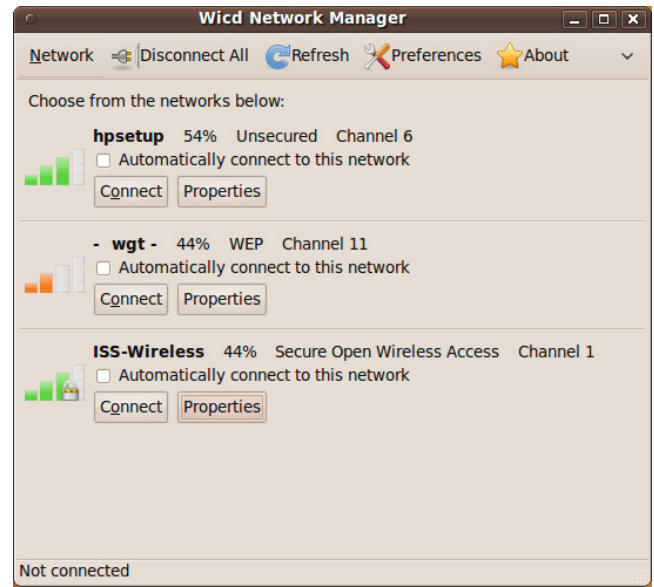 Wicd Network Manager
Network Disconnect All Refresh Preferences About
Choose from the networks below:
hpsetup 54% Unsecured Channel 6
Automatically connect to this network
Connect Properties
- wgt - 44% WEP Channel 11
Automatically connect to this network
Connect Properties
ISS-Wireless 44% Secure Open Wireless Access Channel 1
Automatically connect to this network
Connect Properties
Not connected